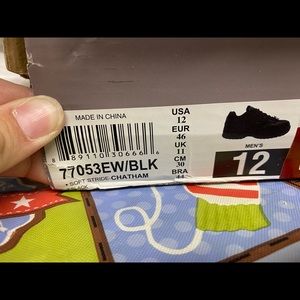 MADE IN CHINA
77053EW/BLK
• SOFT STRIDE-CHATHAM
USA
12
EUR
46
UK
11
CM
30
BRA
44
MEN'S
12